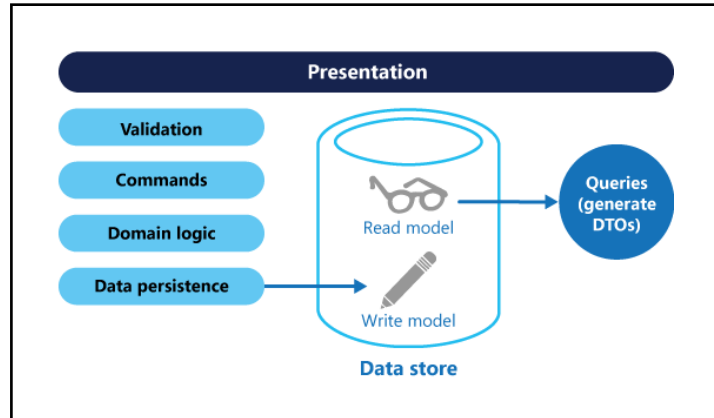 Presentation
Validation
Commands
Domain logic
Data persistence
Read model
Write model
Data store
Queries
(generate
DTOs)